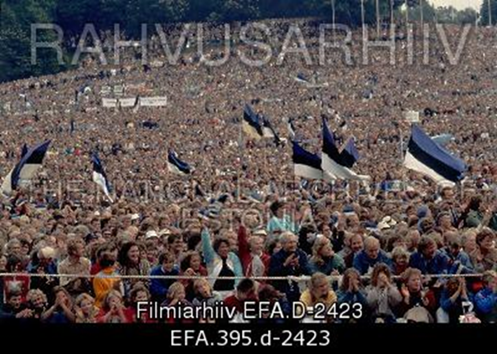 RAHVUSARHIIV
THE NATIONAL ARCHIVES OF
ESTONIA
Filmiarhiiv EFA.D-2423
EFA.395.d-2423